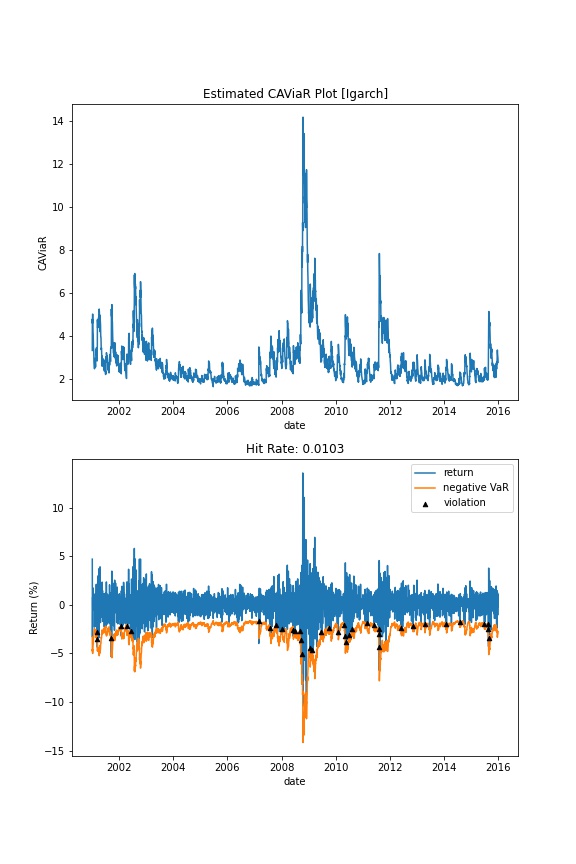 Estimated CAViaR Plot [Igarch]
14
12
10
8
6
4
2
CAViaR
2002 2004 2006 2008 2010 2012 2014 2016
date
Hit Rate: 0.0103
return
negative VaR
violation
10
5
0
−5
−10
−15
Return (%)
2002 2004 2006 2008 2010 2012 2014 2016
date